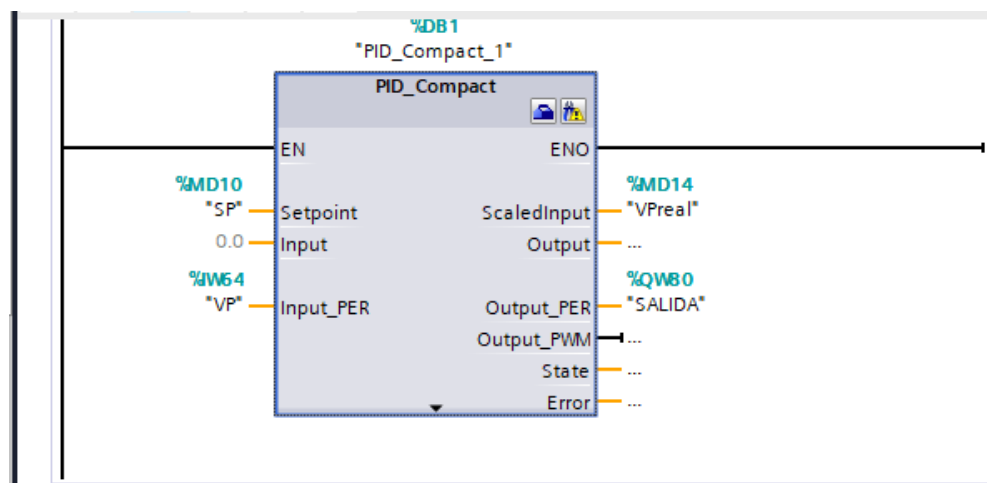 %DB1
"PID_Compact_1"
PID_Compact
EN ENO
%MD10 %MD14
"SP" Setpoint ScaledInput "VPreal"
0.0 Input Output ...
%IW64 %QW80
"VP" Input_PER Output_PER "SALIDA"
Output_PWM ...
State ...
Error ...